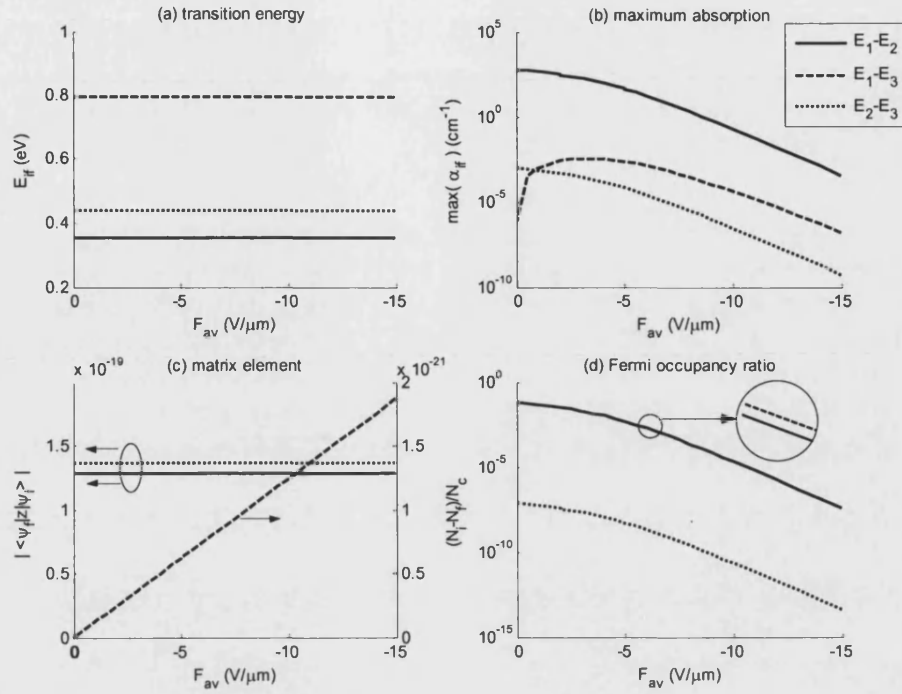 (a) transition energy
1
0.8
0.6
0.4
0.2
E_if (eV)
0 -5 -10 -15
F_av (V/μm)
(b) maximum absorption
10^5
10^0
10^-5
10^-10
max( α_if ) (cm^-1)
0 -5 -10 -15
F_av (V/μm)
E_1-E_2
E_1-E_3
E_2-E_3
x 10^-19
(c) matrix element
x 10^-21
1.5
1
0.5
0
2
1
0
| <ψ_f|z|ψ_i> |
0 -5 -10 -15
F_av (V/μm)
(d) Fermi occupancy ratio
10^0
10^-5
10^-10
10^-15
(N_i-N_f)/N_c
0 -5 -10 -15
F_av (V/μm)